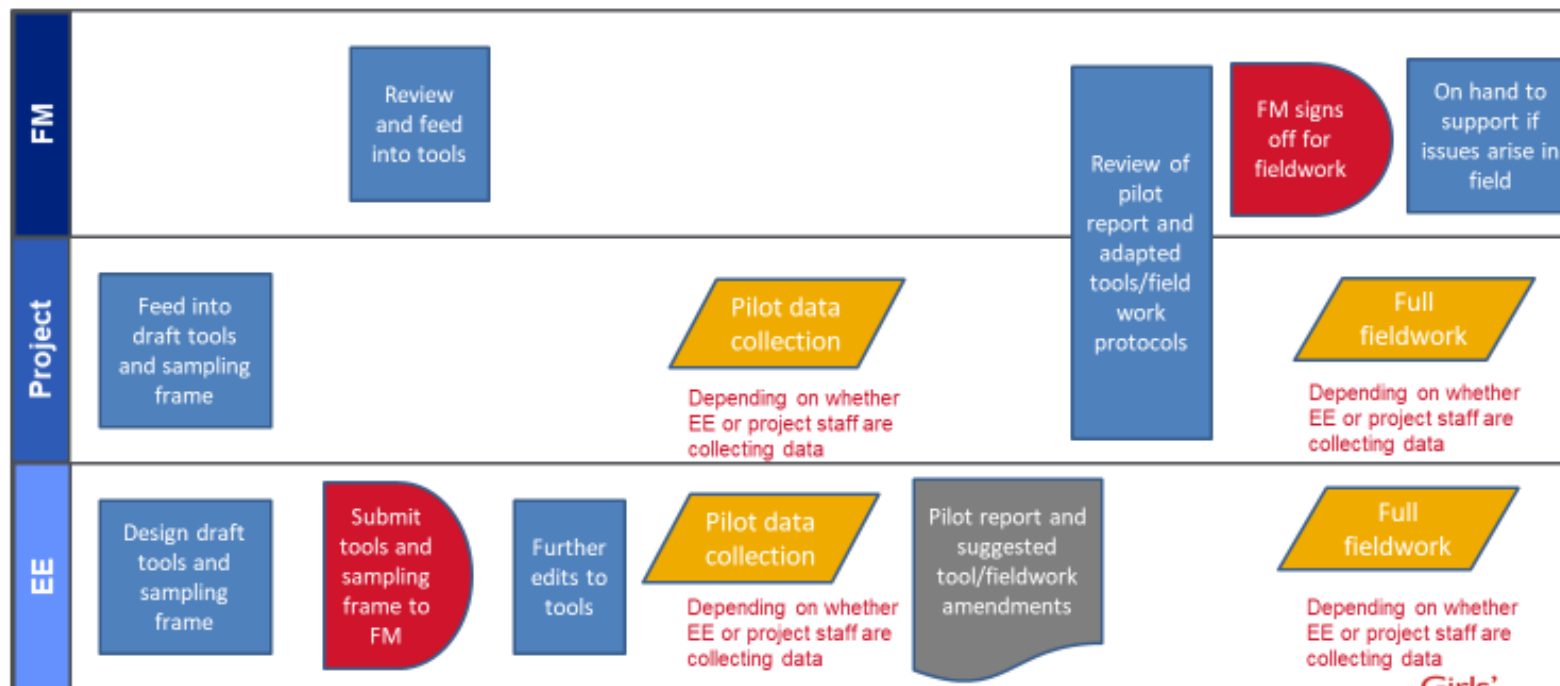 FM
Review
and feed
into tools
Review of
pilot
report and
adapted
tools/field
work
protocols
FM signs
off for
fieldwork
On hand to
support if
issues arise in
field
Project
Feed into
draft tools
and sampling
frame
Pilot data
collection
Depending on whether
EE or project staff are
collecting data
Full
fieldwork
Depending on whether
EE or project staff are
collecting data
EE
Design draft
tools and
sampling
frame
Submit
tools and
sampling
frame to
FM
Further
edits to
tools
Pilot data
collection
Depending on whether
EE or project staff are
collecting data
Pilot report and
suggested
tool/fieldwork
amendments
Full
fieldwork
Depending on whether
EE or project staff are
collecting data
Girls'